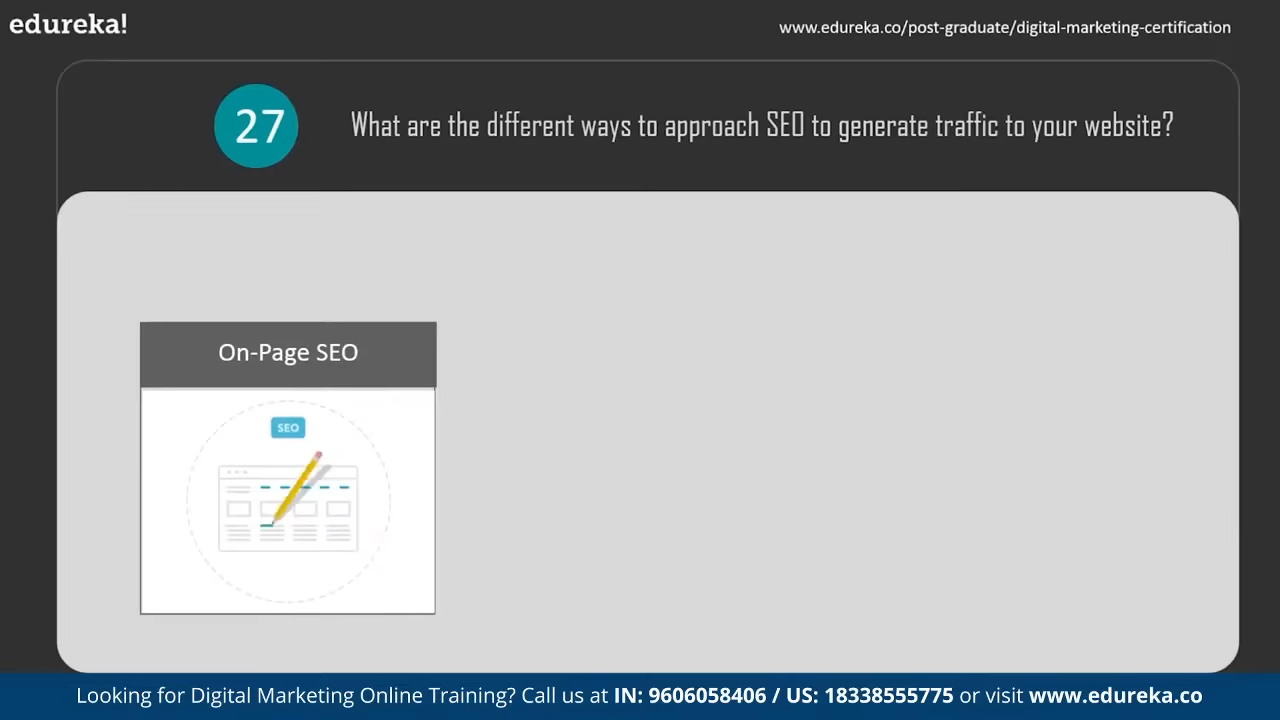 edureka!
www.edureka.co/post-graduate/digital-marketing-certification
27
What are the different ways to approach SEO to generate traffic to your website?
On-Page SEO
SEO
Looking for Digital Marketing Online Training? Call us at IN: 9606058406 / US: 18338555775 or visit www.edureka.co